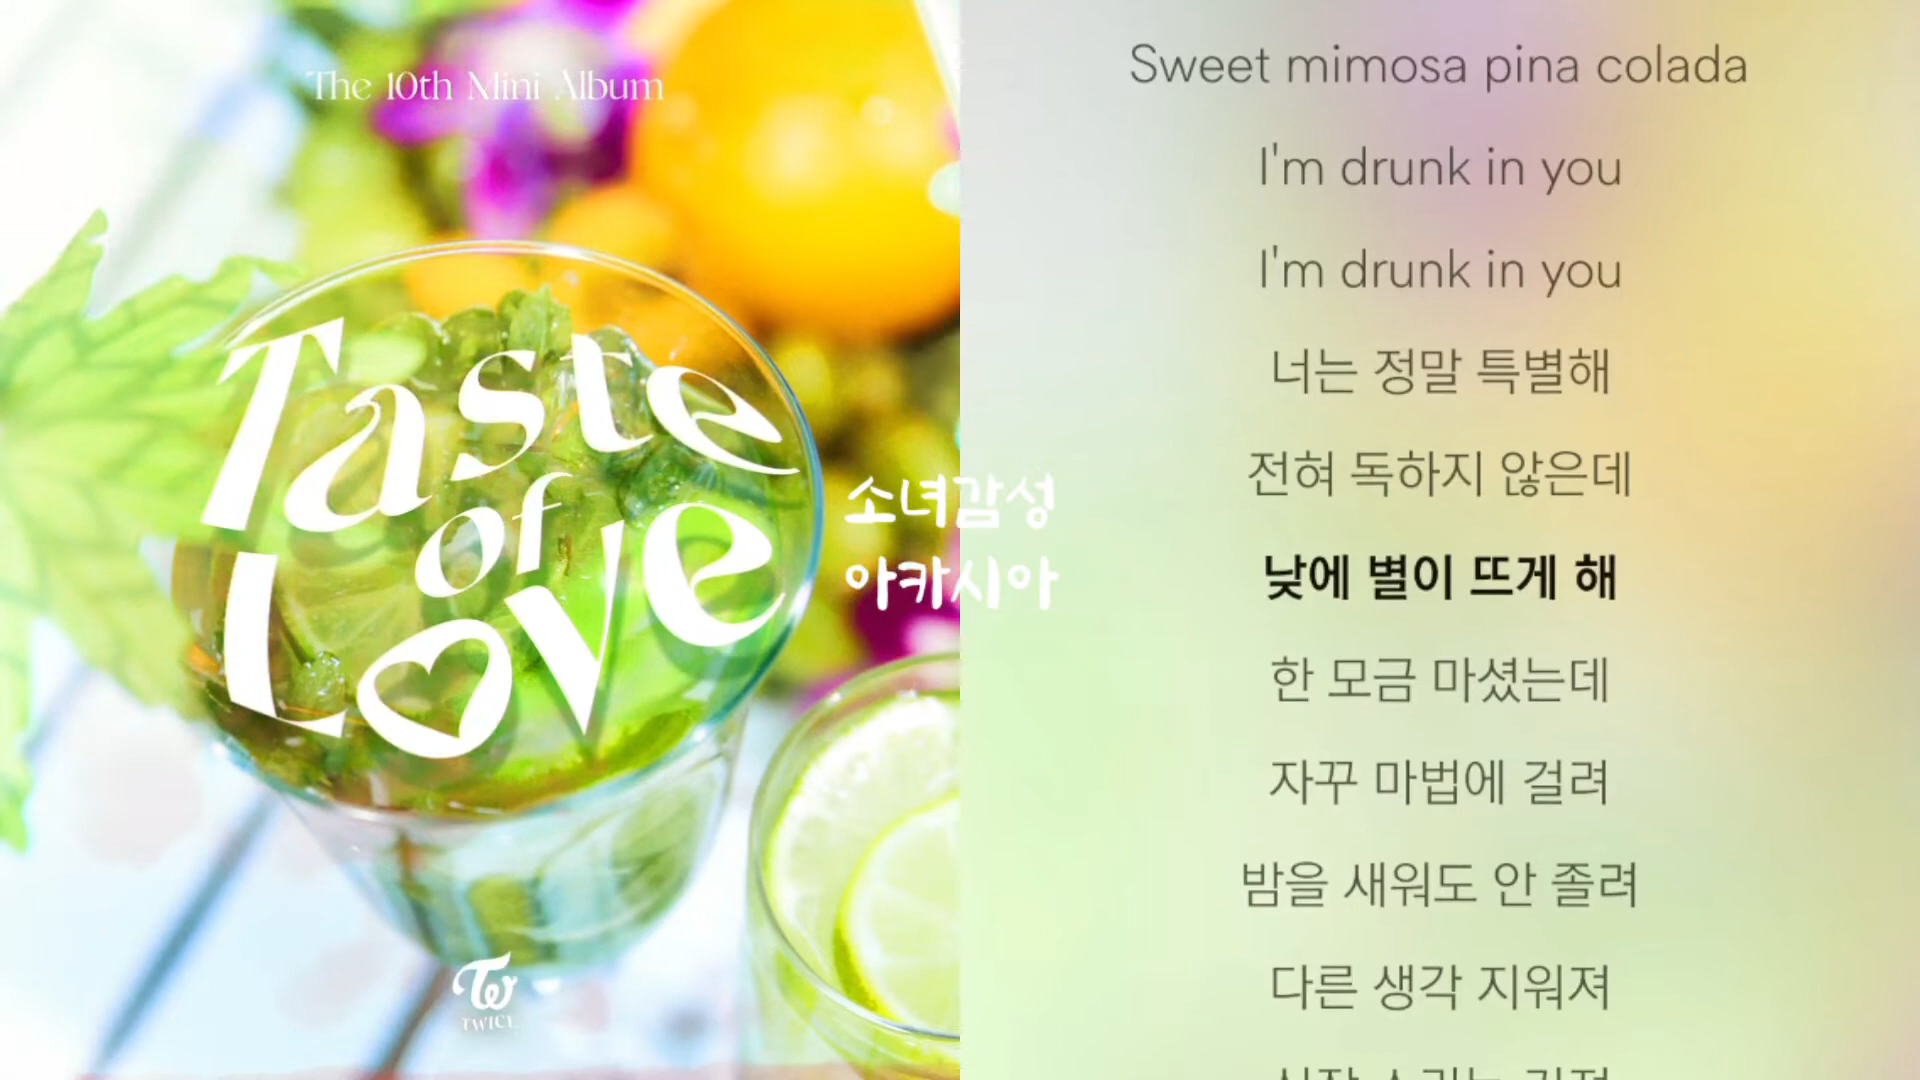 The 10th Mini Album
Taste
of
Love
TWICE
소녀감성
아카시아
Sweet mimosa pina colada
I'm drunk in you
I'm drunk in you
너는 정말 특별해
전혀 독하지 않은데
낮에 별이 뜨게 해
한 모금 마셨는데
자꾸 마법에 걸려
밤을 새워도 안 졸려
다른 생각 지워져